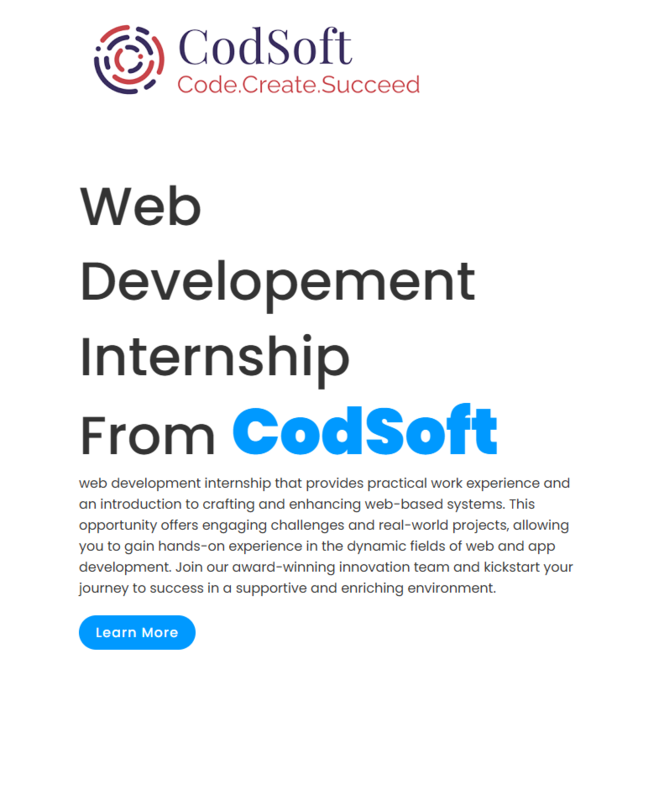 CodSoft
Code.Create.Succeed
Web
Developement
Internship
From CodSoft
web development internship that provides practical work experience and
an introduction to crafting and enhancing web-based systems. This
opportunity offers engaging challenges and real-world projects, allowing
you to gain hands-on experience in the dynamic fields of web and app
development. Join our award-winning innovation team and kickstart your
journey to success in a supportive and enriching environment.
Learn More